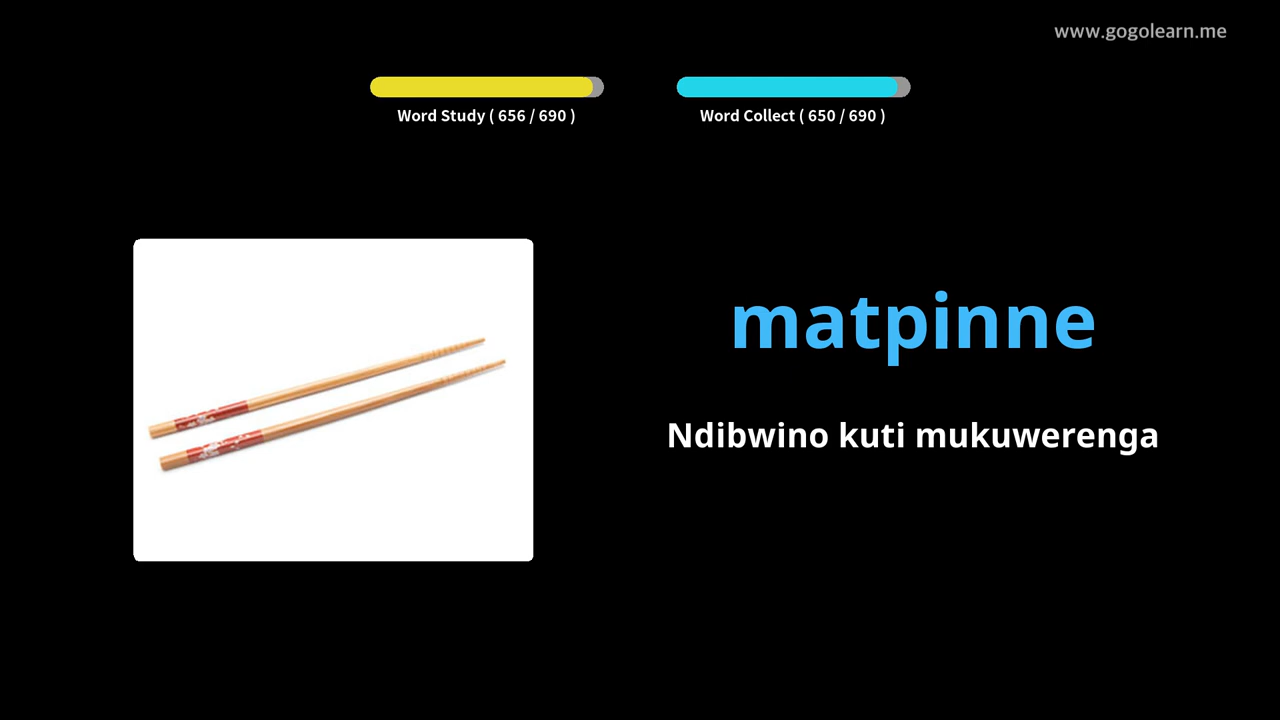 www.gogolearn.me
Word Study ( 656 / 690 )
Word Collect ( 650 / 690 )
matpinne
Ndibwino kuti mukuwerenga